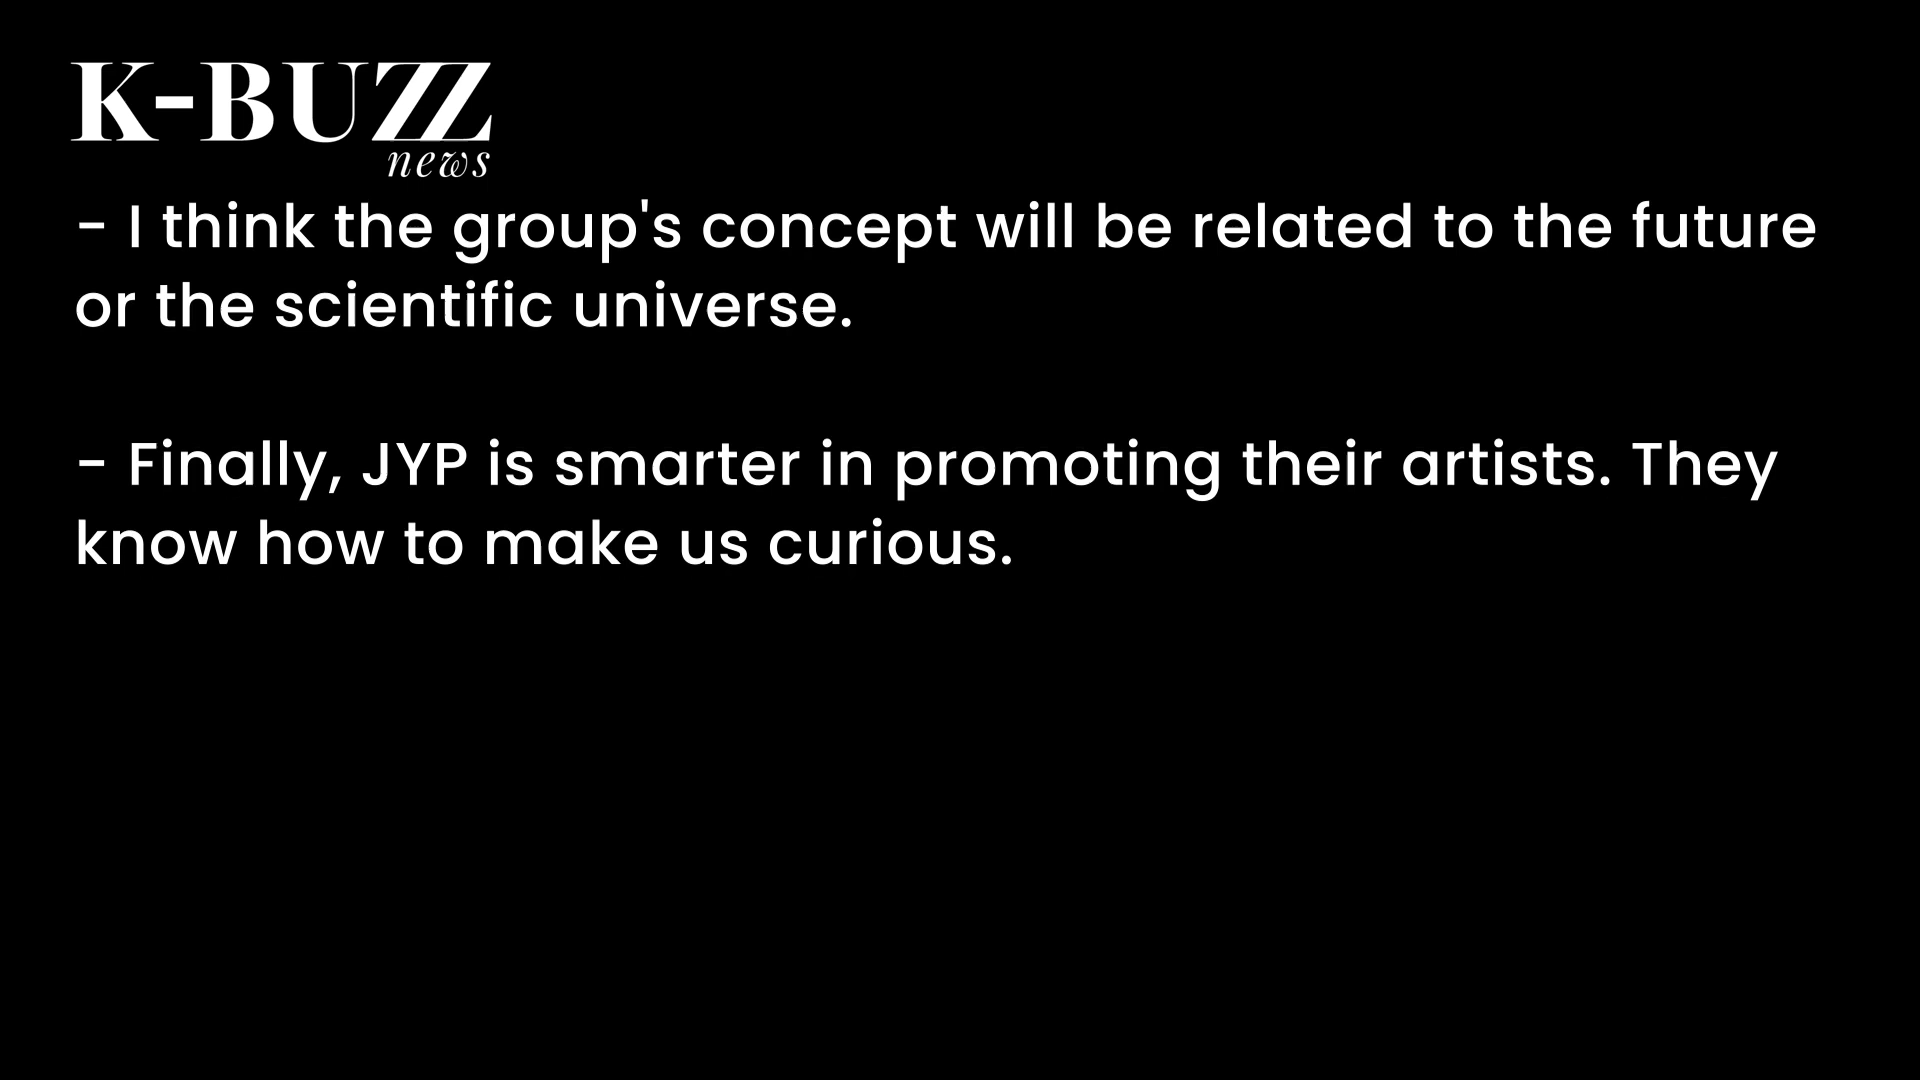 K-BUZZ
news
- I think the group's concept will be related to the future
or the scientific universe.
- Finally, JYP is smarter in promoting their artists. They
know how to make us curious.